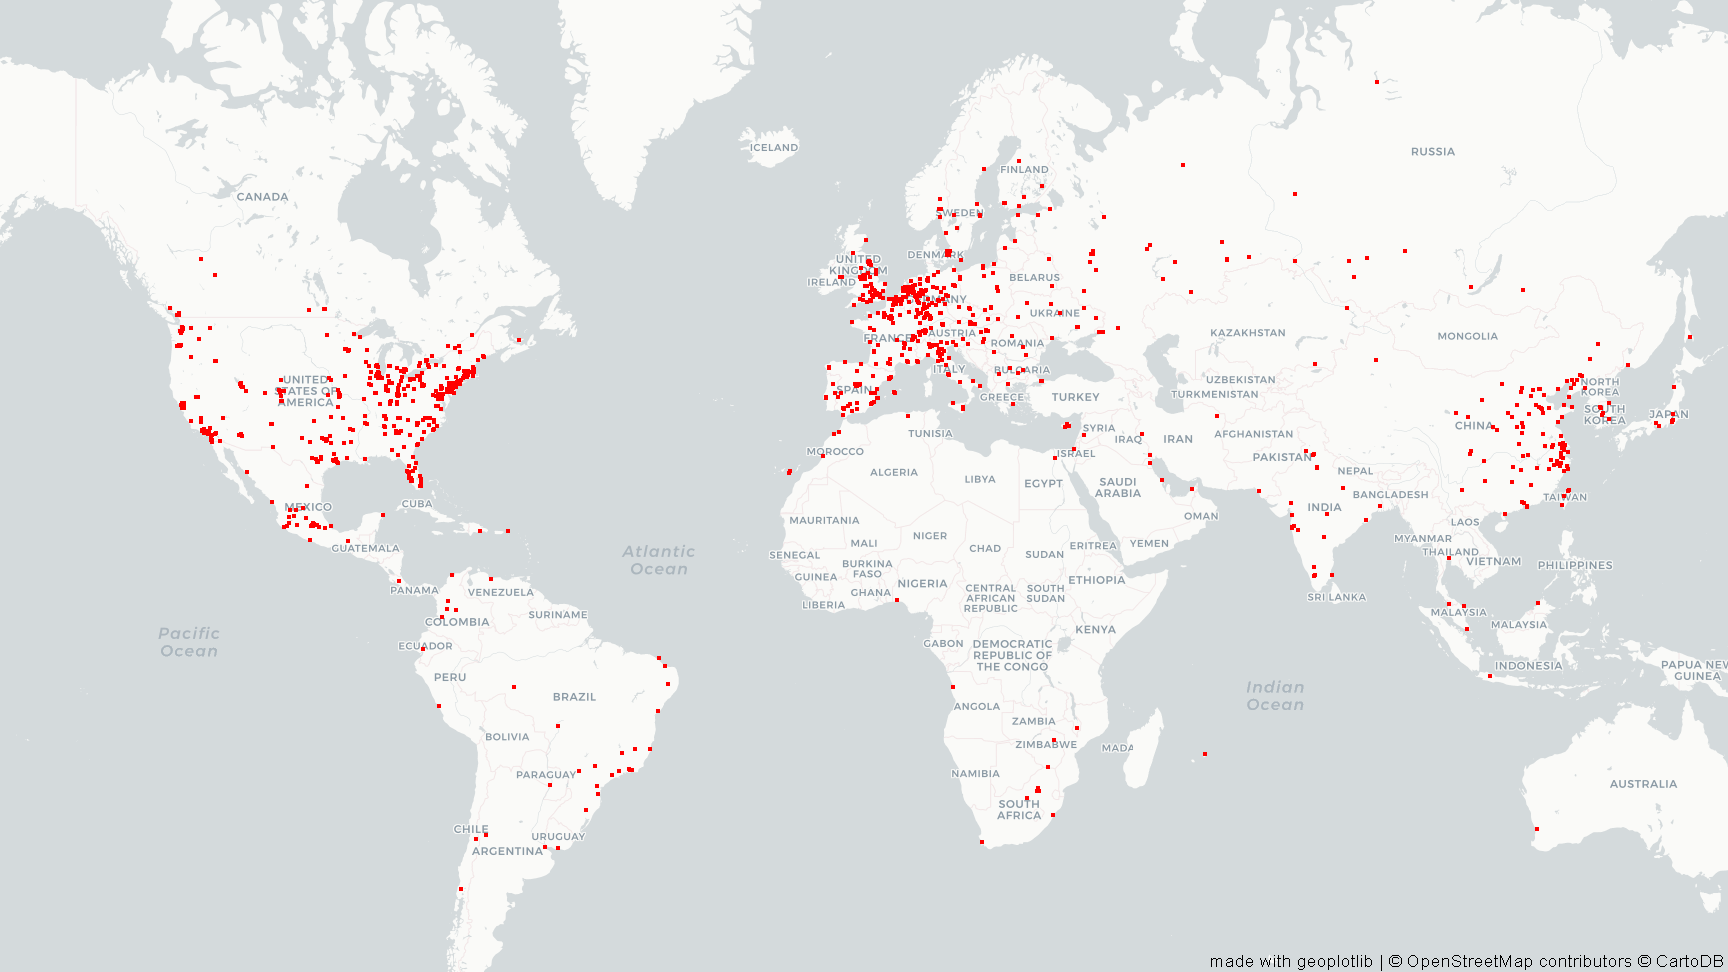 ICELAND
RUSSIA
FINLAND
CANADA
SWEDEN
DENMARK
UNITED
KINGDOM
IRELAND
BELARUS
UKRAINE
AUSTRIA
FRANCE
ROMANIA
KAZAKHSTAN
MONGOLIA
ITALY
BULGARIA
UNITED
STATES OF
AMERICA
SPAIN
GREECE
TURKEY
UZBEKISTAN
TURKMENISTAN
NORTH
KOREA
SOUTH
KOREA
JAPAN
CHINA
TUNISIA
SYRIA
IRAQ
IRAN
AFGHANISTAN
MOROCCO
ISRAEL
PAKISTAN
ALGERIA
LIBYA
EGYPT
SAUDI
ARABIA
NEPAL
BANGLADESH
TAIWAN
CUBA
MEXICO
INDIA
OMAN
MAURITANIA
NIGER
MALI
CHAD
SUDAN
ERITREA
YEMEN
LAOS
MYANMAR
THAILAND
VIETNAM
PHILIPPINES
GUATEMALA
Atlantic
Ocean
SENEGAL
BURKINA
FASO
GUINEA
GHANA
NIGERIA
LIBERIA
CENTRAL
AFRICAN
REPUBLIC
SOUTH
SUDAN
ETHIOPIA
SRI LANKA
PANAMA
VENEZUELA
SURINAME
COLOMBIA
MALAYSIA
MALAYSIA
Pacific
Ocean
ECUADOR
GABON
DEMOCRATIC
REPUBLIC OF
THE CONGO
KENYA
INDONESIA
PAPUA NEW
GUINEA
PERU
BRAZIL
Indian
Ocean
ANGOLA
ZAMBIA
BOLIVIA
ZIMBABWE
MADA
PARAGUAY
NAMIBIA
AUSTRALIA
SOUTH
AFRICA
CHILE
URUGUAY
ARGENTINA
made with geoplotlib | © OpenStreetMap contributors © CartoDB